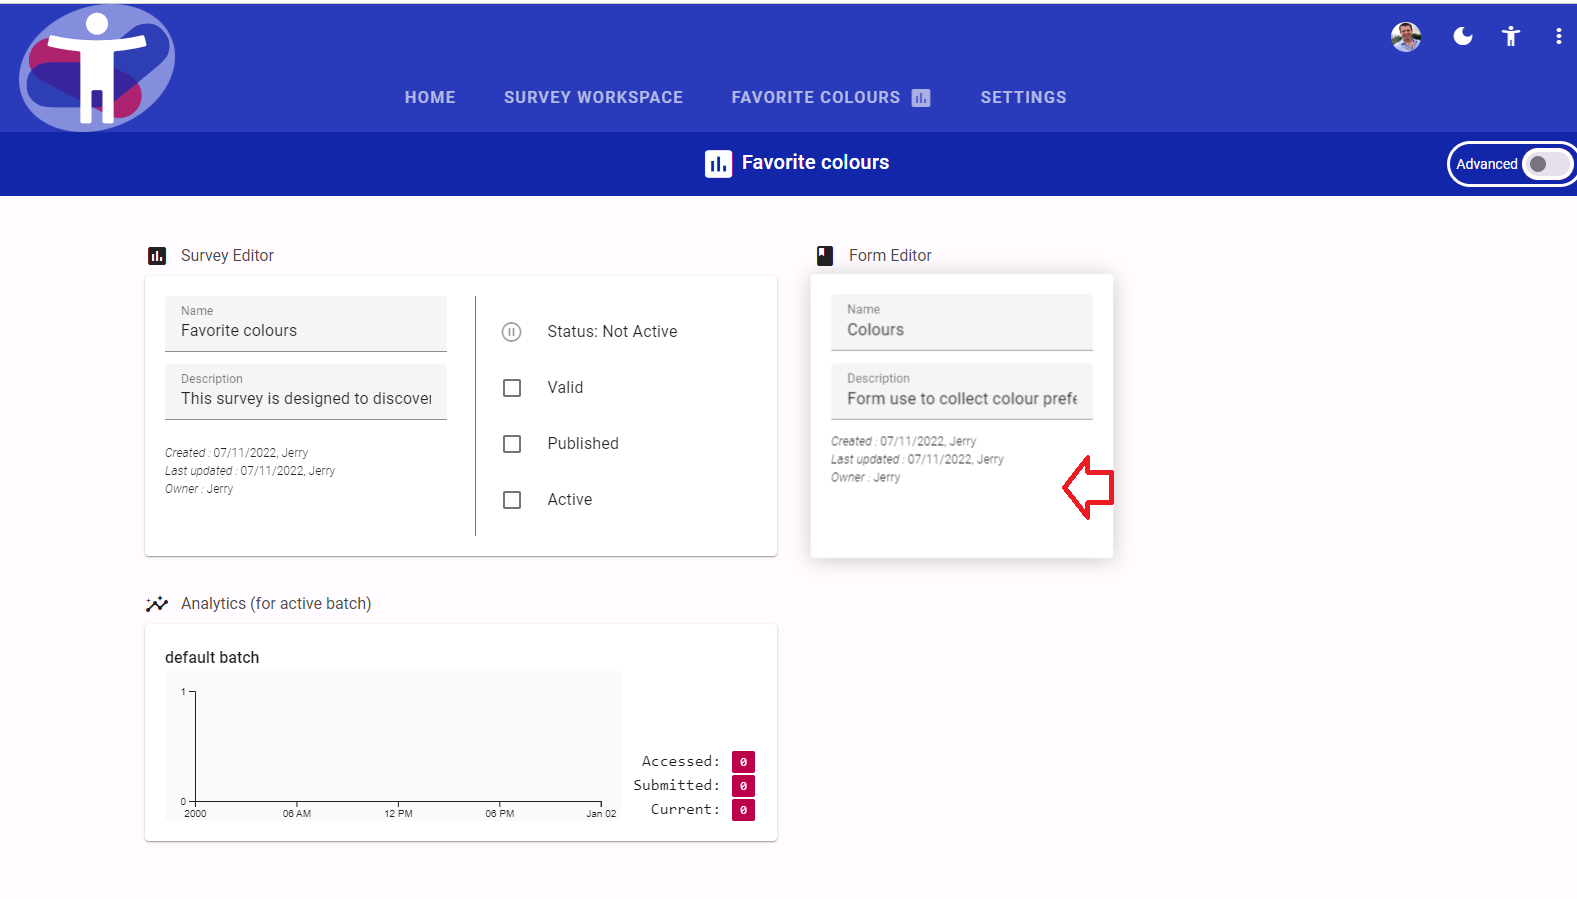 HOME SURVEY WORKSPACE FAVORITE COLOURS SETTINGS
Favorite colours
Advanced
Survey Editor
Name
Favorite colours
Description
This survey is designed to discover
Created : 07/11/2022, Jerry
Last updated : 07/11/2022, Jerry
Owner : Jerry
Status: Not Active
Valid
Published
Active
Form Editor
Name
Colours
Description
Form use to collect colour prefe
Created : 07/11/2022, Jerry
Last updated : 07/11/2022, Jerry
Owner : Jerry
Analytics (for active batch)
default batch
1
0
2000 06 AM 12 PM 06 PM Jan 02
Accessed: 0
Submitted: 0
Current: 0